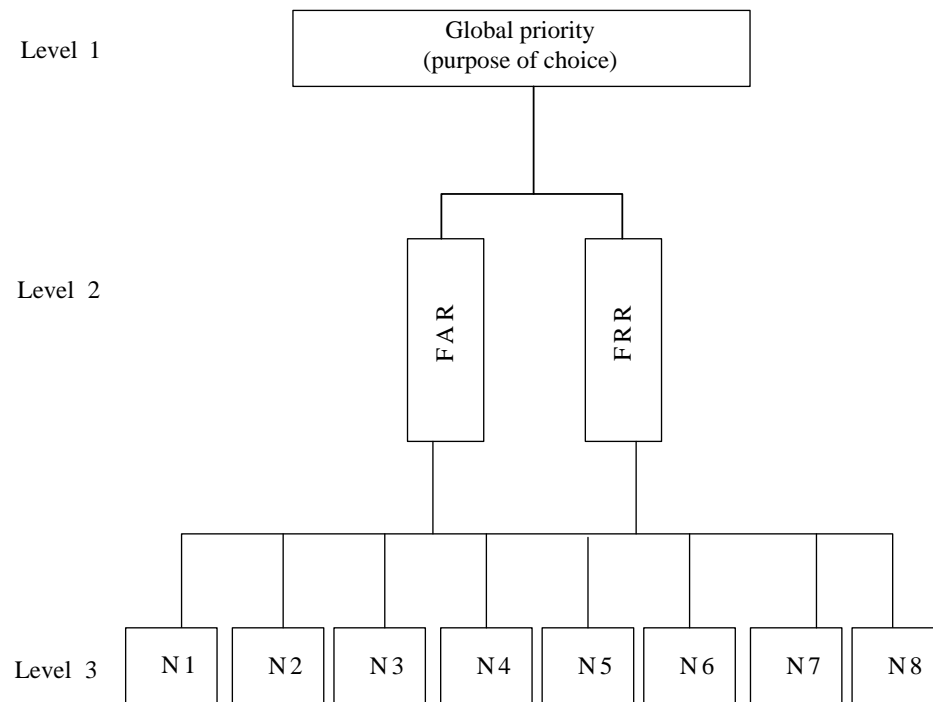 Level 1
Global priority
(purpose of choice)
Level 2
FAR
FRR
Level 3
N1
N2
N3
N4
N5
N6
N7
N8